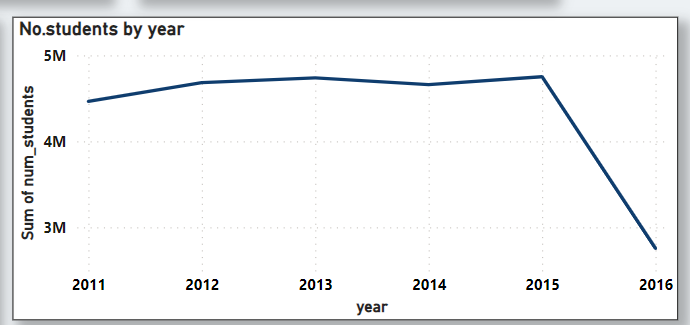 No.students by year
5M
4M
3M
Sum of num_students
2011 2012 2013 2014 2015 2016
year